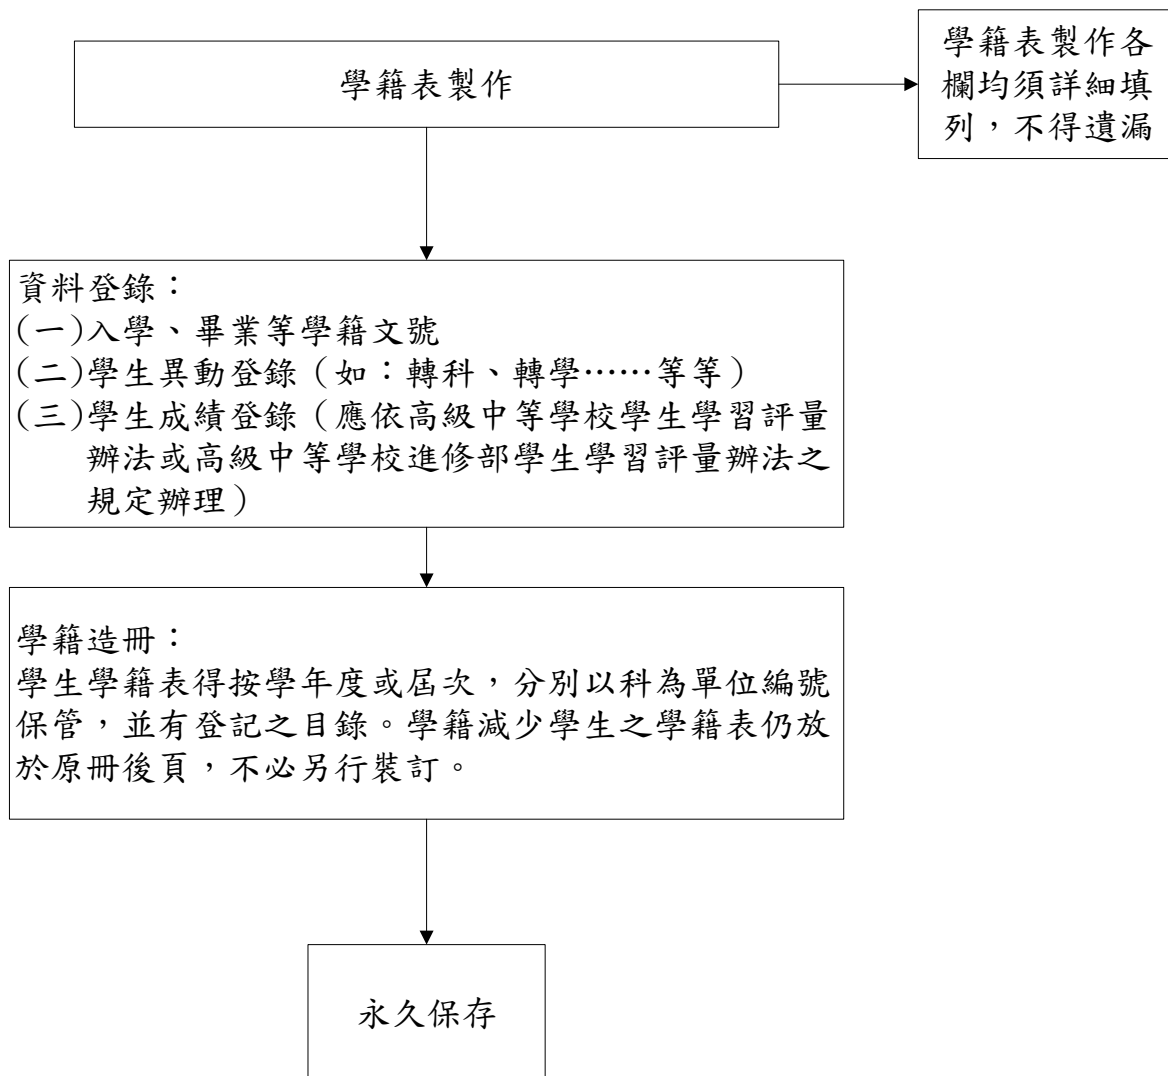 學籍表製作
學籍表製作各
欄均須詳細填
列，不得遺漏
資料登錄：
(一)入學、畢業等學籍文號
(二)學生異動登錄（如：轉科、轉學……等等）
(三)學生成績登錄（應依高級中等學校學生學習評量
辦法或高級中等學校進修部學生學習評量辦法之
規定辦理）
學籍造冊：
學生學籍表得按學年度或屆次，分別以科為單位編號
保管，並有登記之目錄。學籍減少學生之學籍表仍放
於原冊後頁，不必另行裝訂。
永久保存